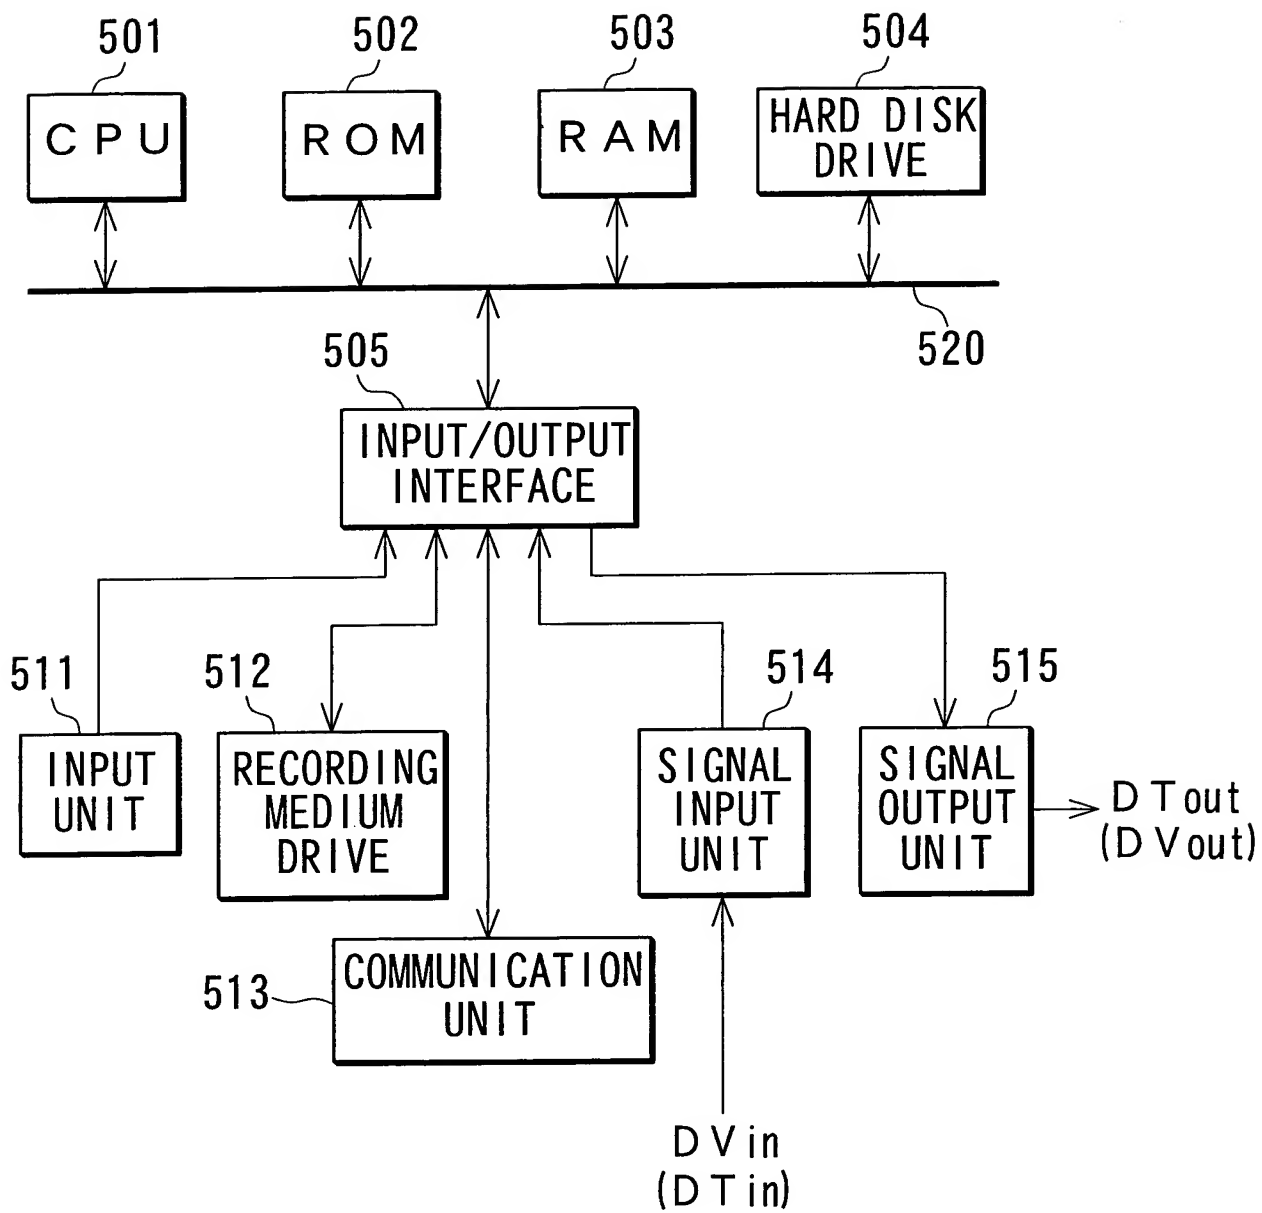 501
502
503
504
CPU
ROM
RAM
HARD DISK
DRIVE
520
505
INPUT/OUTPUT
INTERFACE
511
512
514
515
INPUT
UNIT
RECORDING
MEDIUM
DRIVE
SIGNAL
INPUT
UNIT
SIGNAL
OUTPUT
UNIT
DTout
(DVout)
513
COMMUNICATION
UNIT
DVin
(DTin)